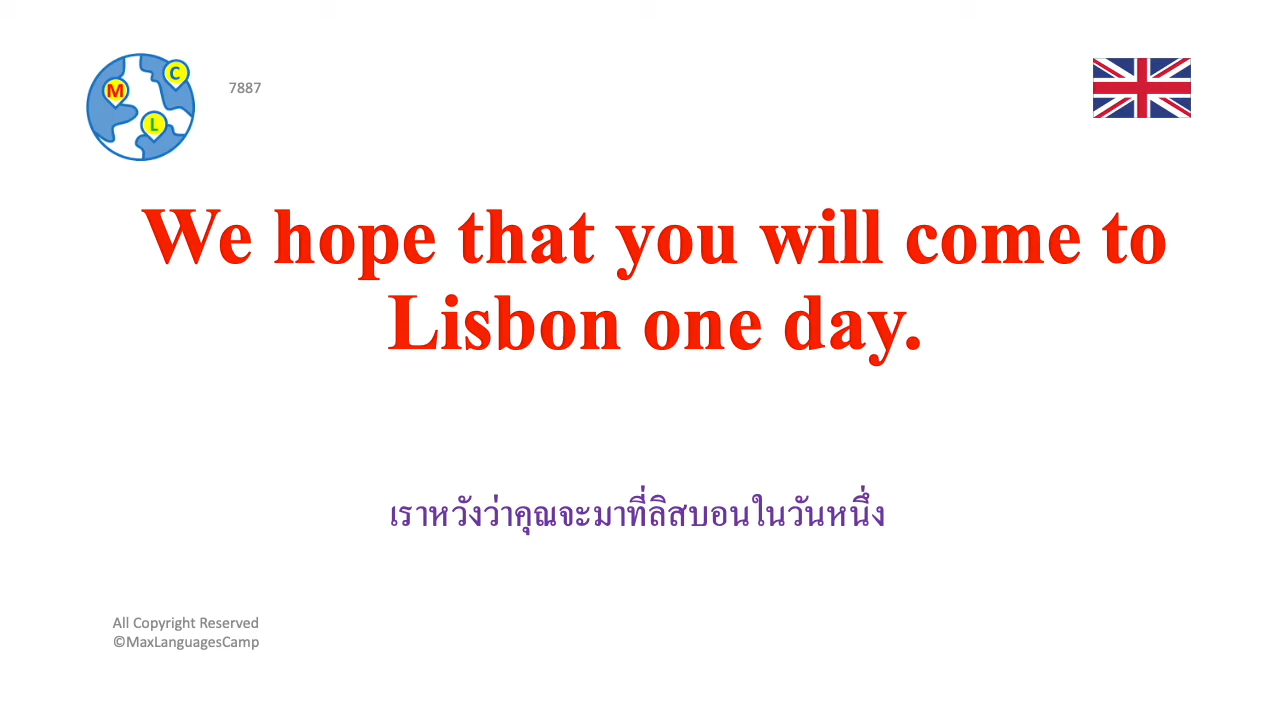 M
C
L
7887
We hope that you will come to
Lisbon one day.
เราหวังว่าคุณจะมาที่ลิสบอนในวันหนึ่ง
All Copyright Reserved
©MaxLanguagesCamp